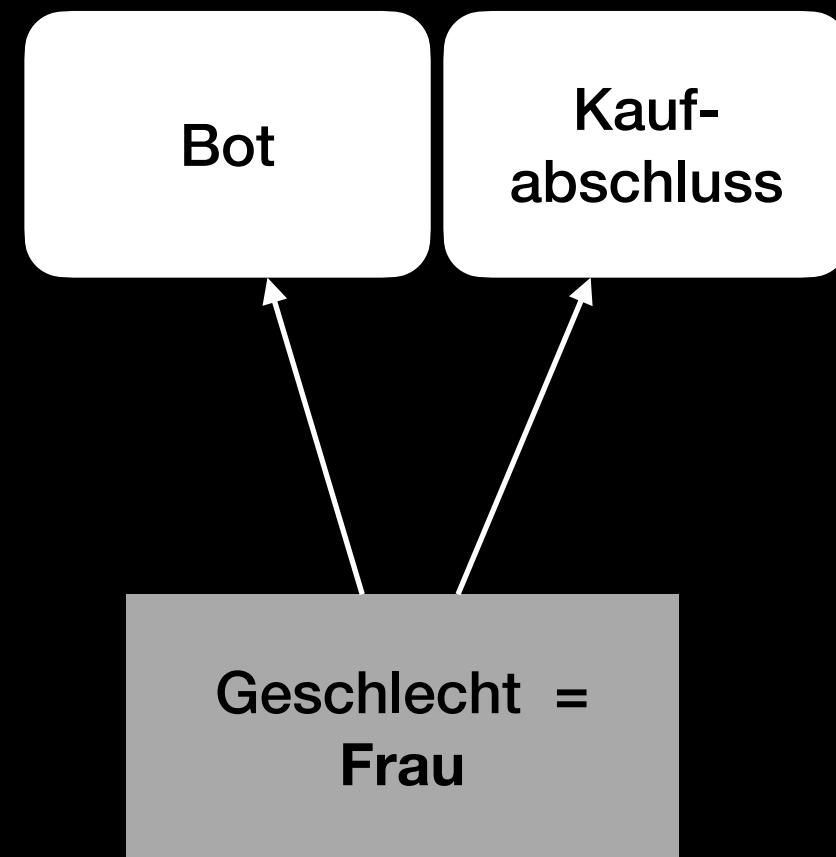 Bot
Kauf-
abschluss
Geschlecht =
Frau